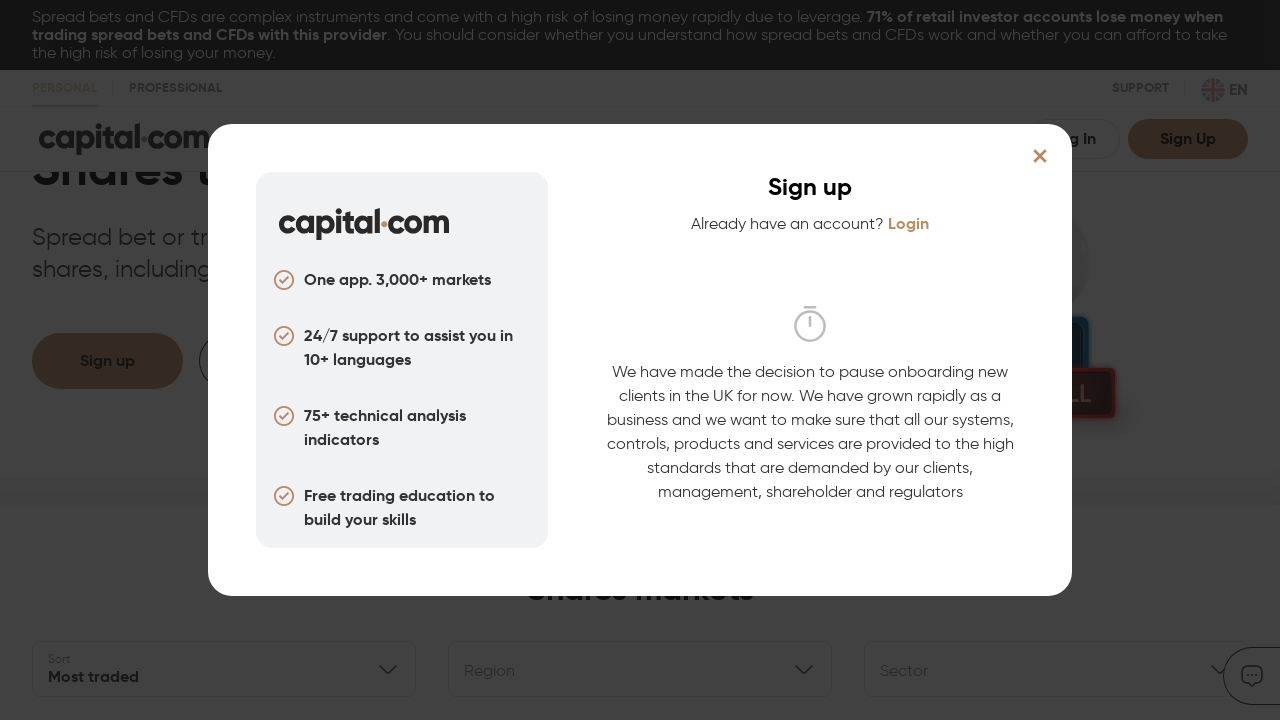 Spread bets and CFDs are complex instruments and come with a high risk of losing money rapidly due to leverage. 71% of retail investor accounts lose money when
trading spread bets and CFDs with this provider. You should consider whether you understand how spread bets and CFDs work and whether you can afford to take
the high risk of losing your money.
PERSONAL PROFESSIONAL SUPPORT EN
capital.com In Sign Up
Shares
Spread bet or
shares, including
Sign up
capital.com
One app. 3,000+ markets
24/7 support to assist you in
10+ languages
75+ technical analysis
indicators
Free trading education to
build your skills
Sign up
Already have an account? Login
We have made the decision to pause onboarding new
clients in the UK for now. We have grown rapidly as a
business and we want to make sure that all our systems,
controls, products and services are provided to the high
standards that are demanded by our clients,
management, shareholder and regulators
Shares markets
Sort
Most traded
Region
Sector